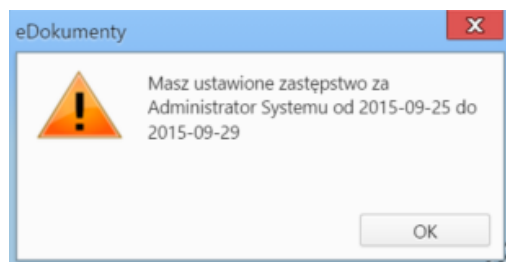 eDokumenty
Masz ustawione zastępstwo za
Administrator Systemu od 2015-09-25 do
2015-09-29
OK